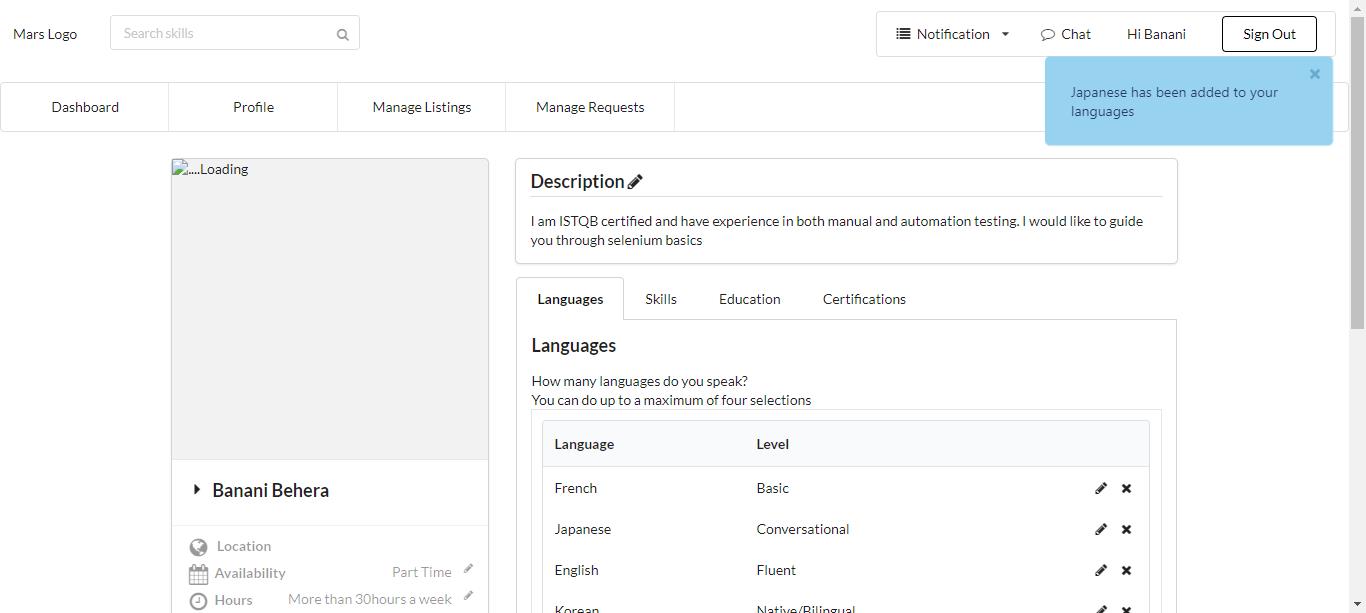 Mars Logo
Search skills
Notification
Chat
Hi Banani
Sign Out
Japanese has been added to your
languages
Dashboard
Profile
Manage Listings
Manage Requests
....Loading
Banani Behera
Location
Availability
Part Time
Hours
More than 30hours a week
Description
I am ISTQB certified and have experience in both manual and automation testing. I would like to guide
you through selenium basics
Languages
Skills
Education
Certifications
Languages
How many languages do you speak?
You can do up to a maximum of four selections
Language
Level
French
Basic
Japanese
Conversational
English
Fluent
Korean
Native/Bilingual